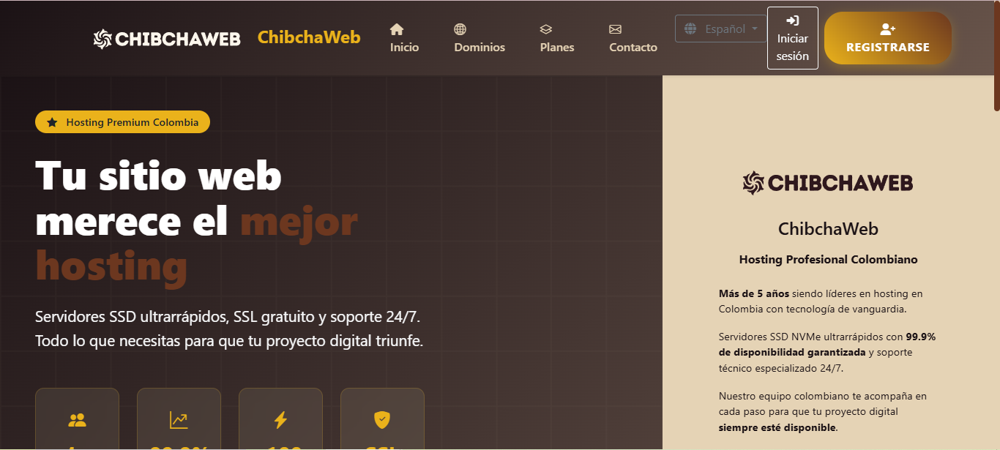 CHIBCHAWEB
ChibchaWeb
Inicio
Dominios
Planes
Contacto
Español
Iniciar
sesión
REGISTRARSE
Hosting Premium Colombia
Tu sitio web
merece el mejor
hosting
Servidores SSD ultrarrápidos, SSL gratuito y soporte 24/7.
Todo lo que necesitas para que tu proyecto digital triunfe.
CHIBCHAWEB
ChibchaWeb
Hosting Profesional Colombiano
Más de 5 años siendo líderes en hosting en
Colombia con tecnología de vanguardia.
Servidores SSD NVMe ultrarrápidos con 99.9%
de disponibilidad garantizada y soporte
técnico especializado 24/7.
Nuestro equipo colombiano te acompaña en
cada paso para que tu proyecto digital
siempre esté disponible.